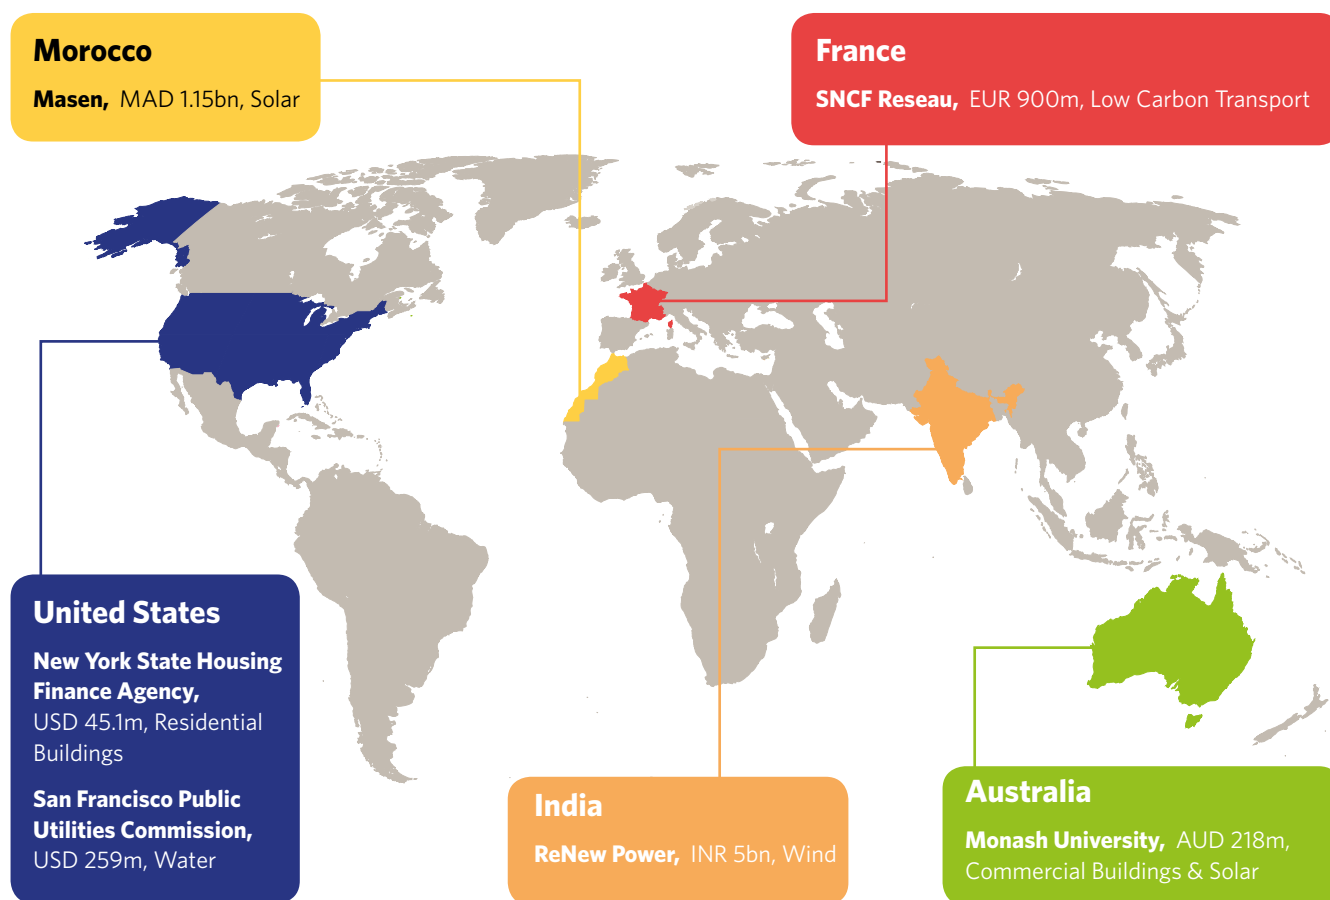 Morocco
Masen, MAD 1.15bn, Solar
France
SNCF Reseau, EUR 900m, Low Carbon Transport
United States
New York State Housing
Finance Agency,
USD 45.1m, Residential
Buildings
San Francisco Public
Utilities Commission,
USD 259m, Water
India
ReNew Power, INR 5bn, Wind
Australia
Monash University, AUD 218m,
Commercial Buildings & Solar